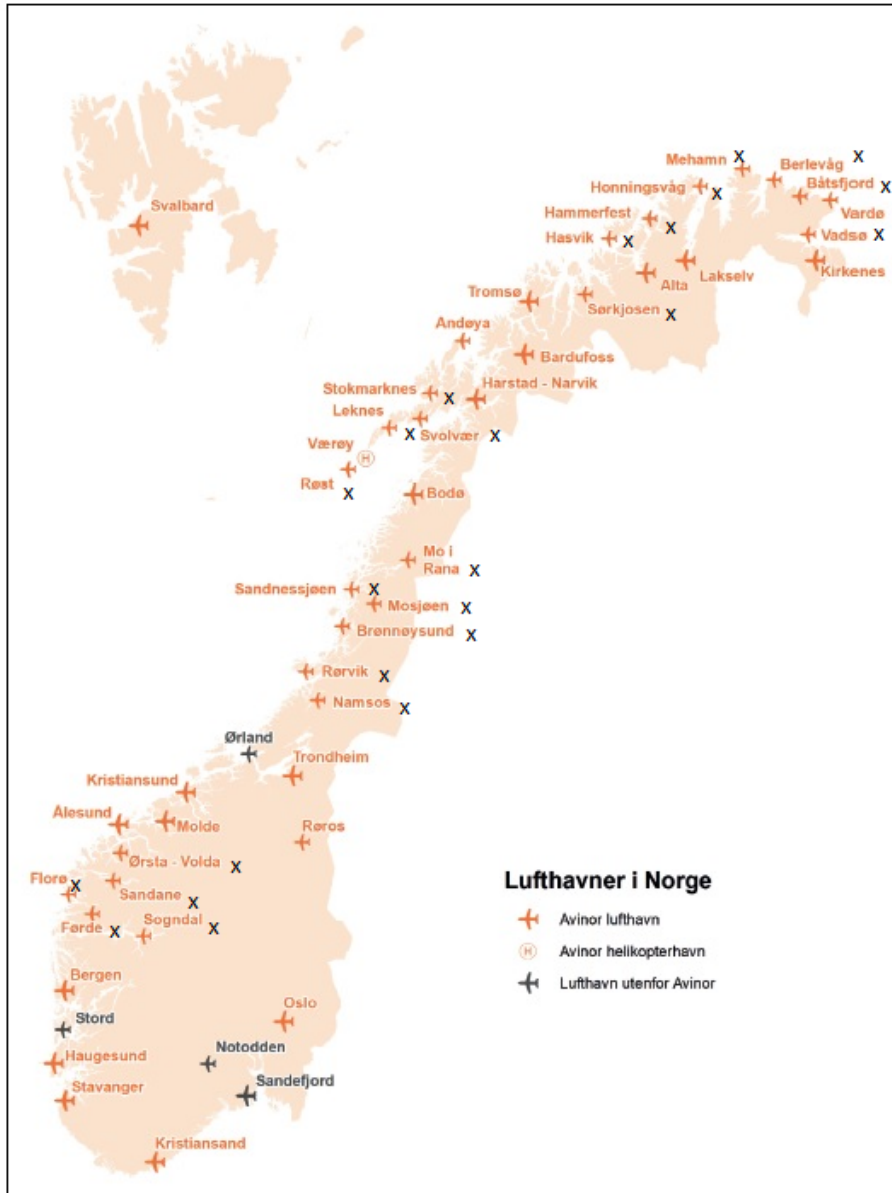 Svalbard
Mehamn X
Berlevåg X
Honningsvåg X
Båtsfjord X
Hammerfest X
Vardø
Hasvik X
Vadsø X
Kirkenes
Lakselv
Alta
Tromsø
Sørkjosen X
Andøya
Bardufoss
Stokmarknes X
Harstad - Narvik
Leknes X
Svolvær X
Værøy
H
Røst
X
Bodø
Mo i
Rana X
Sandnessjøen X
Mosjøen X
Brønnøysund X
Rørvik X
Namsos X
Ørland
Trondheim
Kristiansund
Ålesund
Molde
Røros
Ørsta - Volda X
Florø X
Sandane X
Førde X
Sogndal X
Bergen
Oslo
Stord
Notodden
Haugesund
Sandefjord
Stavanger
Kristiansand
Lufthavner i Norge
Avinor lufthavn
H Avinor helikopterhavn
Lufthavn utenfor Avinor